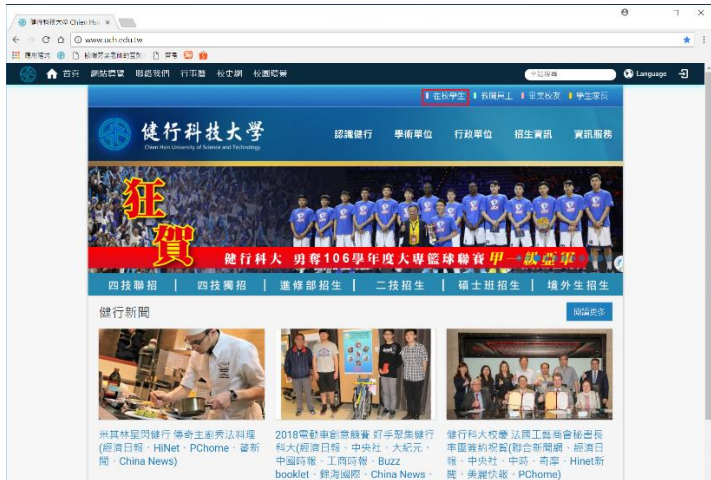 健行科技大學 Chien Hsi
www.uch.edu.tw
首頁 網站導覽 聯絡我們 行事曆 校史網 校園廣景
Language
在校學生 教職員工 畢業校友 學生家長
健行科技大學
Chien Hsin University of Science and Technology
認識健行 學術單位 行政單位 招生資訊 資訊服務
狂賀
健行科大 勇奪106學年度大專籃球聯賽甲一級亞軍
四技聯招 | 四技獨招 | 進修部招生 | 二技招生 | 碩士班招生 | 境外生招生
健行新聞
閱讀更多
米其林星閃健行 傳奇主廚秀法料理
(經濟日報、HiNet、PChome、蕃新
聞、China News)
2018電動車創意競賽 好手聚集健行
科大(經濟日報、中央社、大紀元、
中國時報、工商時報、Buzz
booklet、錦海國際、China News、
健行科大校慶 法國工藝商會秘書長
率團簽約祝賀(聯合新聞網、經濟日
報、中央社、中時、奇摩、Hinet新
聞、美麗快報、PChome)